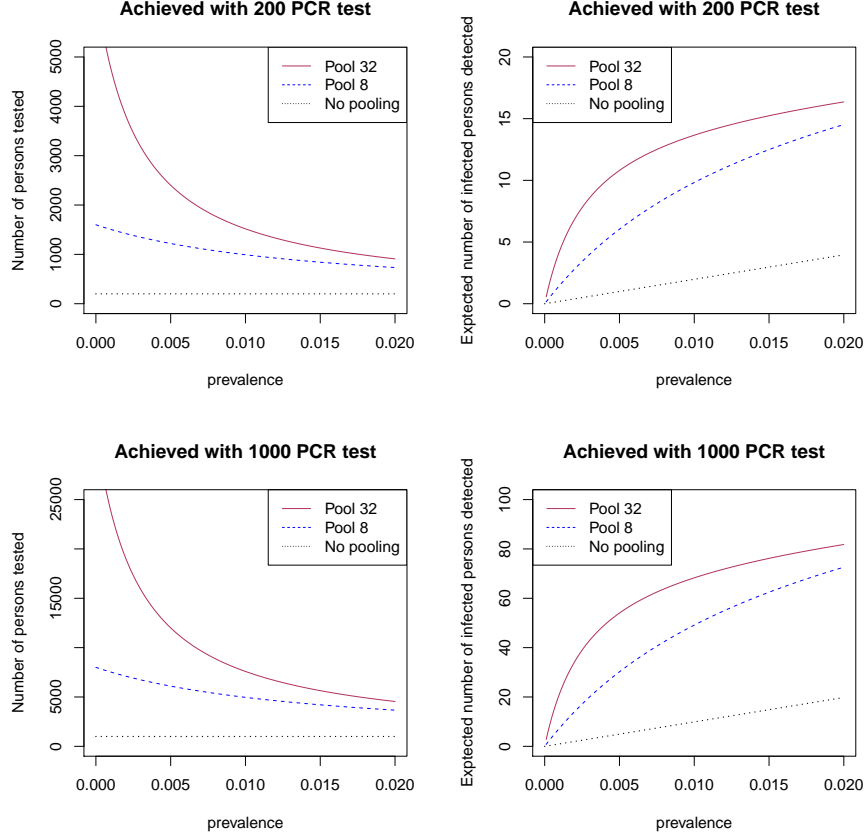 Achieved with 200 PCR test
Number of persons tested
0 1000 2000 3000 4000 5000
Pool 32
Pool 8
No pooling
0.000 0.005 0.010 0.015 0.020
prevalence
Achieved with 200 PCR test
Exptected number of infected persons detected
0 5 10 15 20
Pool 32
Pool 8
No pooling
0.000 0.005 0.010 0.015 0.020
prevalence
Achieved with 1000 PCR test
Number of persons tested
0 5000 15000 25000
Pool 32
Pool 8
No pooling
0.000 0.005 0.010 0.015 0.020
prevalence
Achieved with 1000 PCR test
Exptected number of infected persons detected
0 20 40 60 80 100
Pool 32
Pool 8
No pooling
0.000 0.005 0.010 0.015 0.020
prevalence